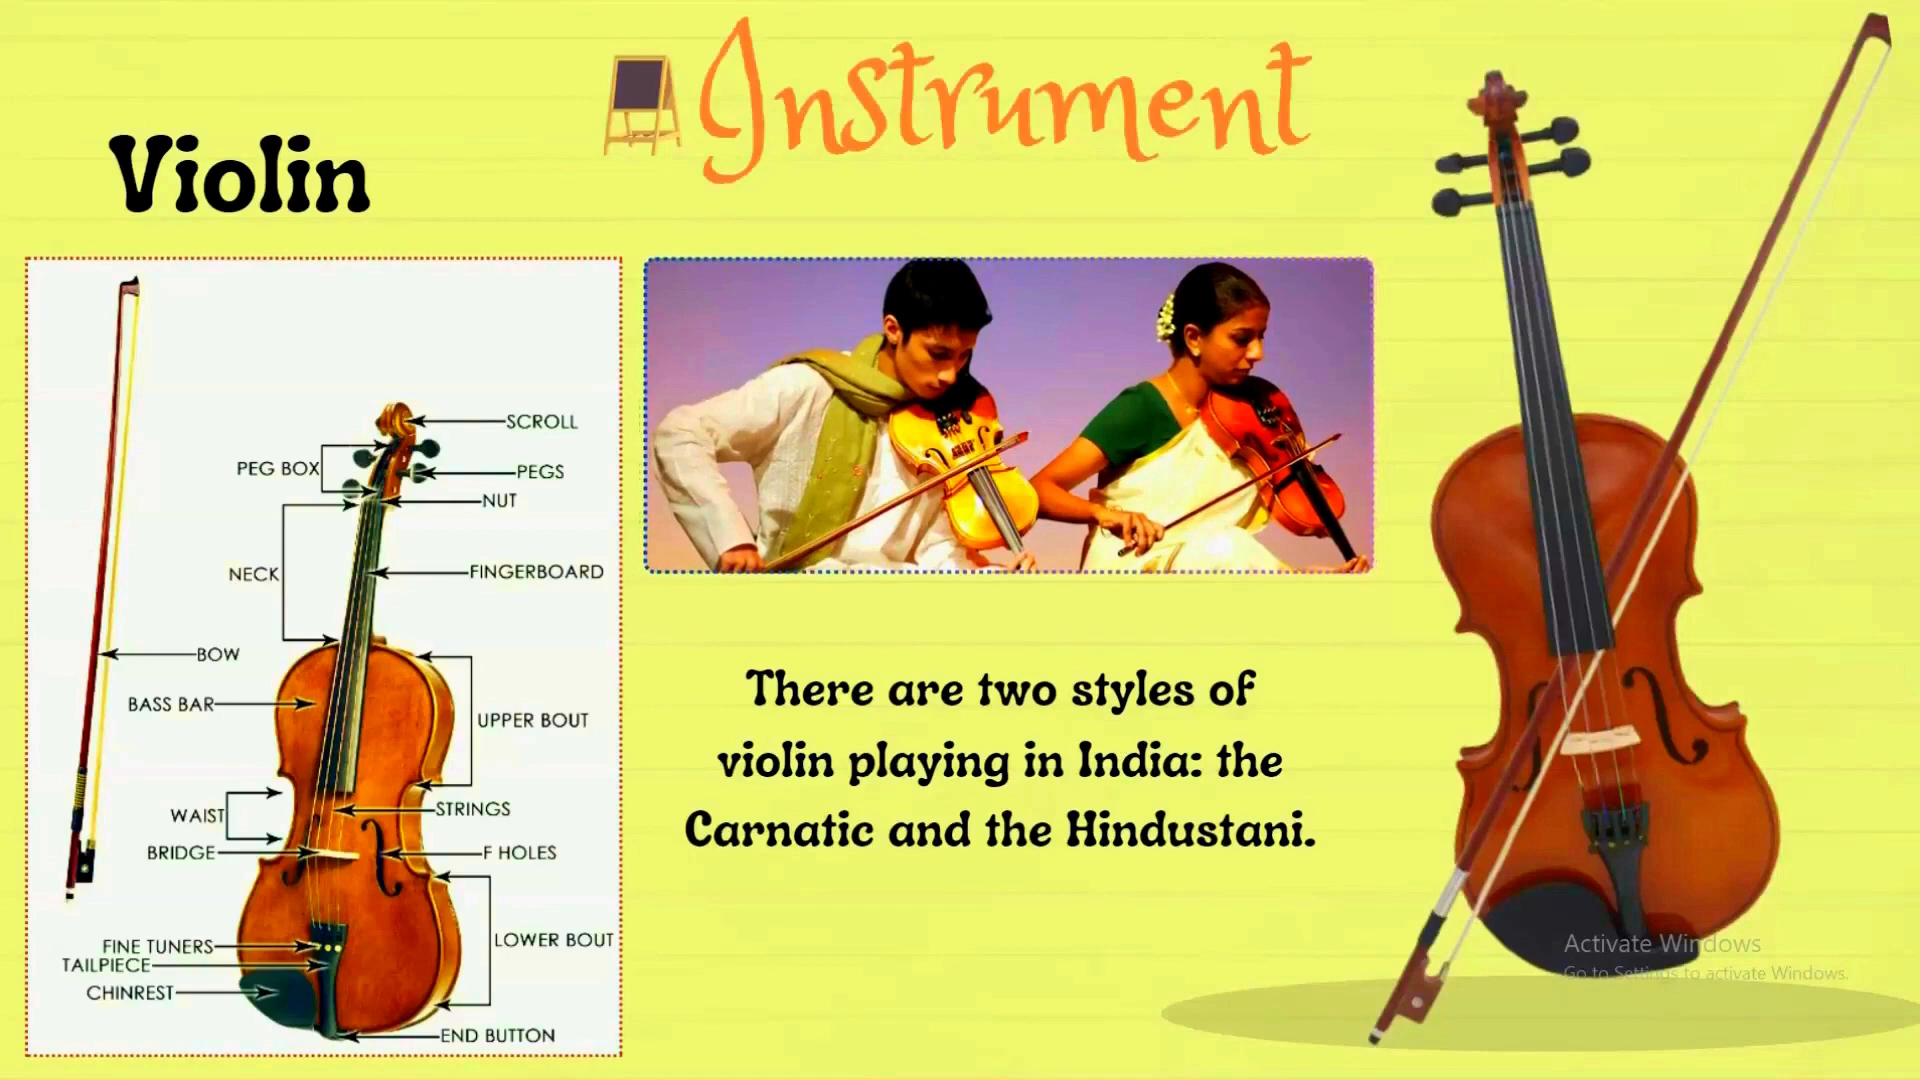 Instrument
Violin
SCROLL
PEG BOX
PEGS
NUT
NECK
FINGERBOARD
BOW
BASS BAR
UPPER BOUT
WAIST
STRINGS
BRIDGE
F HOLES
FINE TUNERS
LOWER BOUT
TAILPIECE
CHINREST
END BUTTON
There are two styles of
violin playing in India: the
Carnatic and the Hindustani.
Activate Windows
Go to Settings to activate Windows.